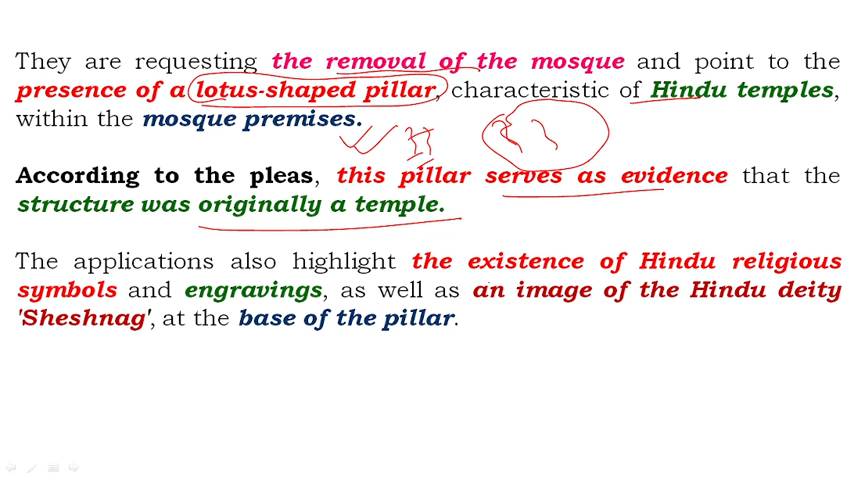 They are requesting the removal of the mosque and point to the
presence of a lotus-shaped pillar, characteristic of Hindu temples,
within the mosque premises.
According to the pleas, this pillar serves as evidence that the
structure was originally a temple.
The applications also highlight the existence of Hindu religious
symbols and engravings, as well as an image of the Hindu deity
'Sheshnag', at the base of the pillar.